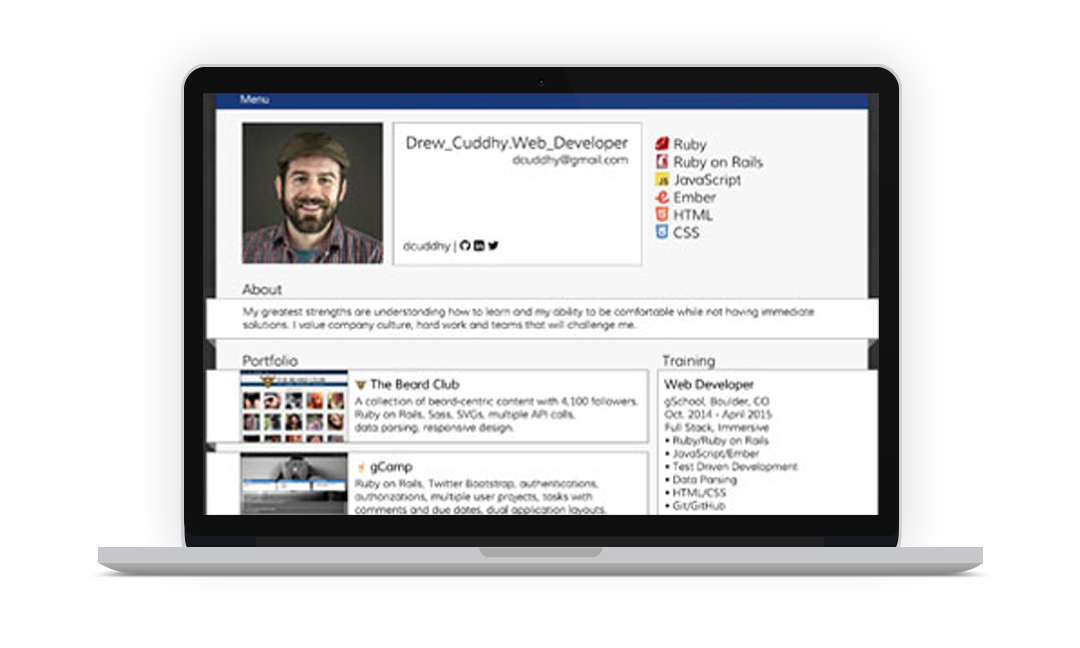 Menu
Drew_Cuddhy.Web_Developer
dcuddhy@gmail.com
dcuddhy |
Ruby
Ruby on Rails
JS JavaScript
Ember
HTML
CSS
About
My greatest strengths are understanding how to learn and my ability to be comfortable while not having immediate
solutions. I value company culture, hard work and teams that will challenge me.
Portfolio
THE BEARD CLUB
The Beard Club
A collection of beard-centric content with 4,100 followers.
Ruby on Rails, Sass, SVGs, multiple API calls,
data parsing, responsive design.
gCamp
Ruby on Rails, Twitter Bootstrap, authentications,
authorizations, multiple user projects, tasks with
comments and due dates, dual application layouts,
Training
Web Developer
gSchool, Boulder, CO
Oct. 2014 - April 2015
Full Stack, Immersive
• Ruby/Ruby on Rails
• JavaScript/Ember
• Test Driven Development
• Data Parsing
• HTML/CSS
• Git/GitHub